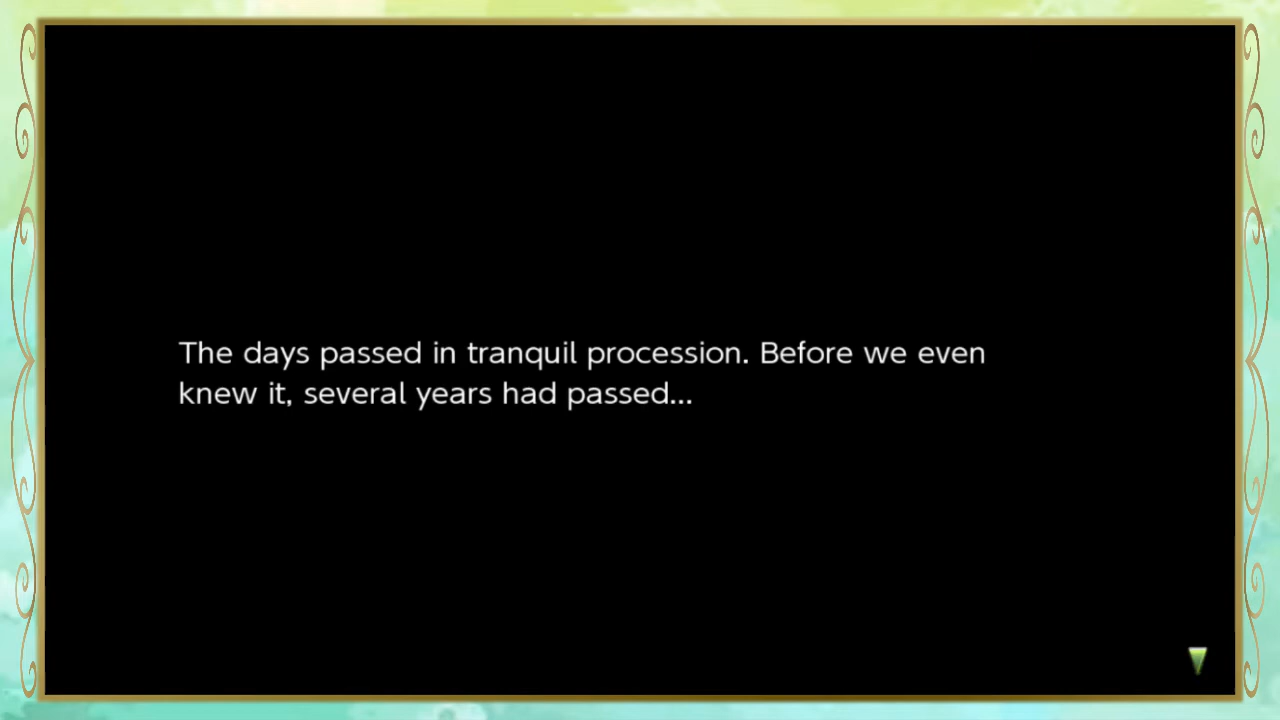 The days passed in tranquil procession. Before we even
knew it, several years had passed...